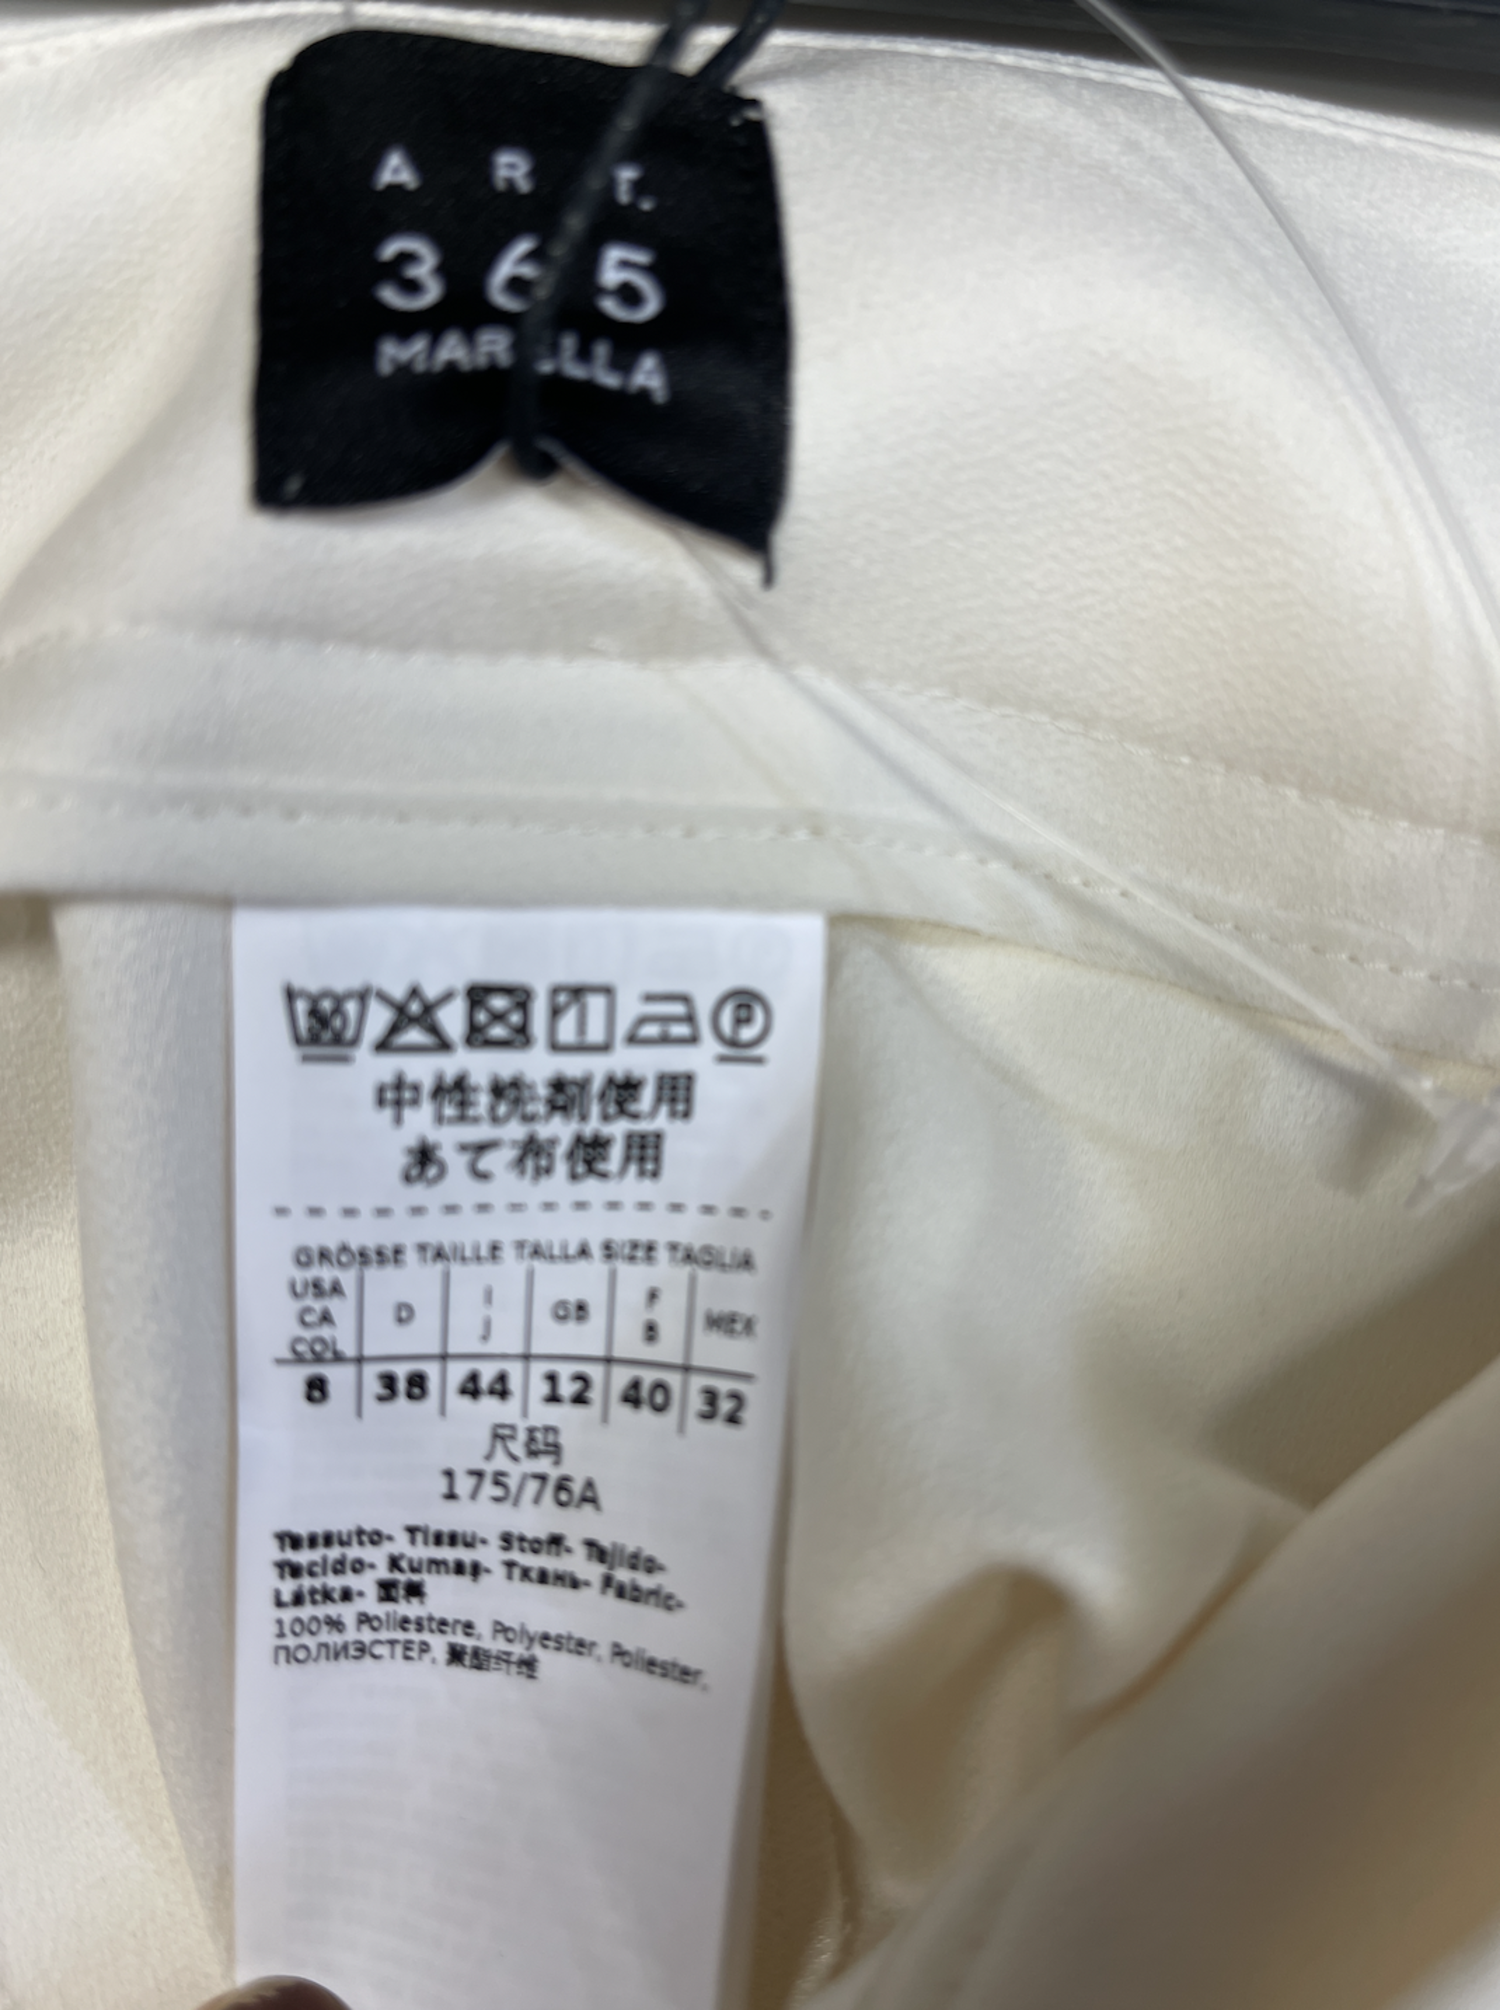 A R T.
365
MARELLA
30 P
中性洗剤使用
あて布使用
GRÖSSE TAILLE TALLA SIZE TAGLIA
USA CA COL D I J GB F B MEX
8 38 44 12 40 32
尺码
175/76A
Tessuto- Tissu- Stoff- Tejido-
Tecido- Kumaş- Ткань- Fabric-
Látka- 面料
100% Poliestere, Polyester, Poliester,
ПОЛИЭСТЕР, 聚酯纤维